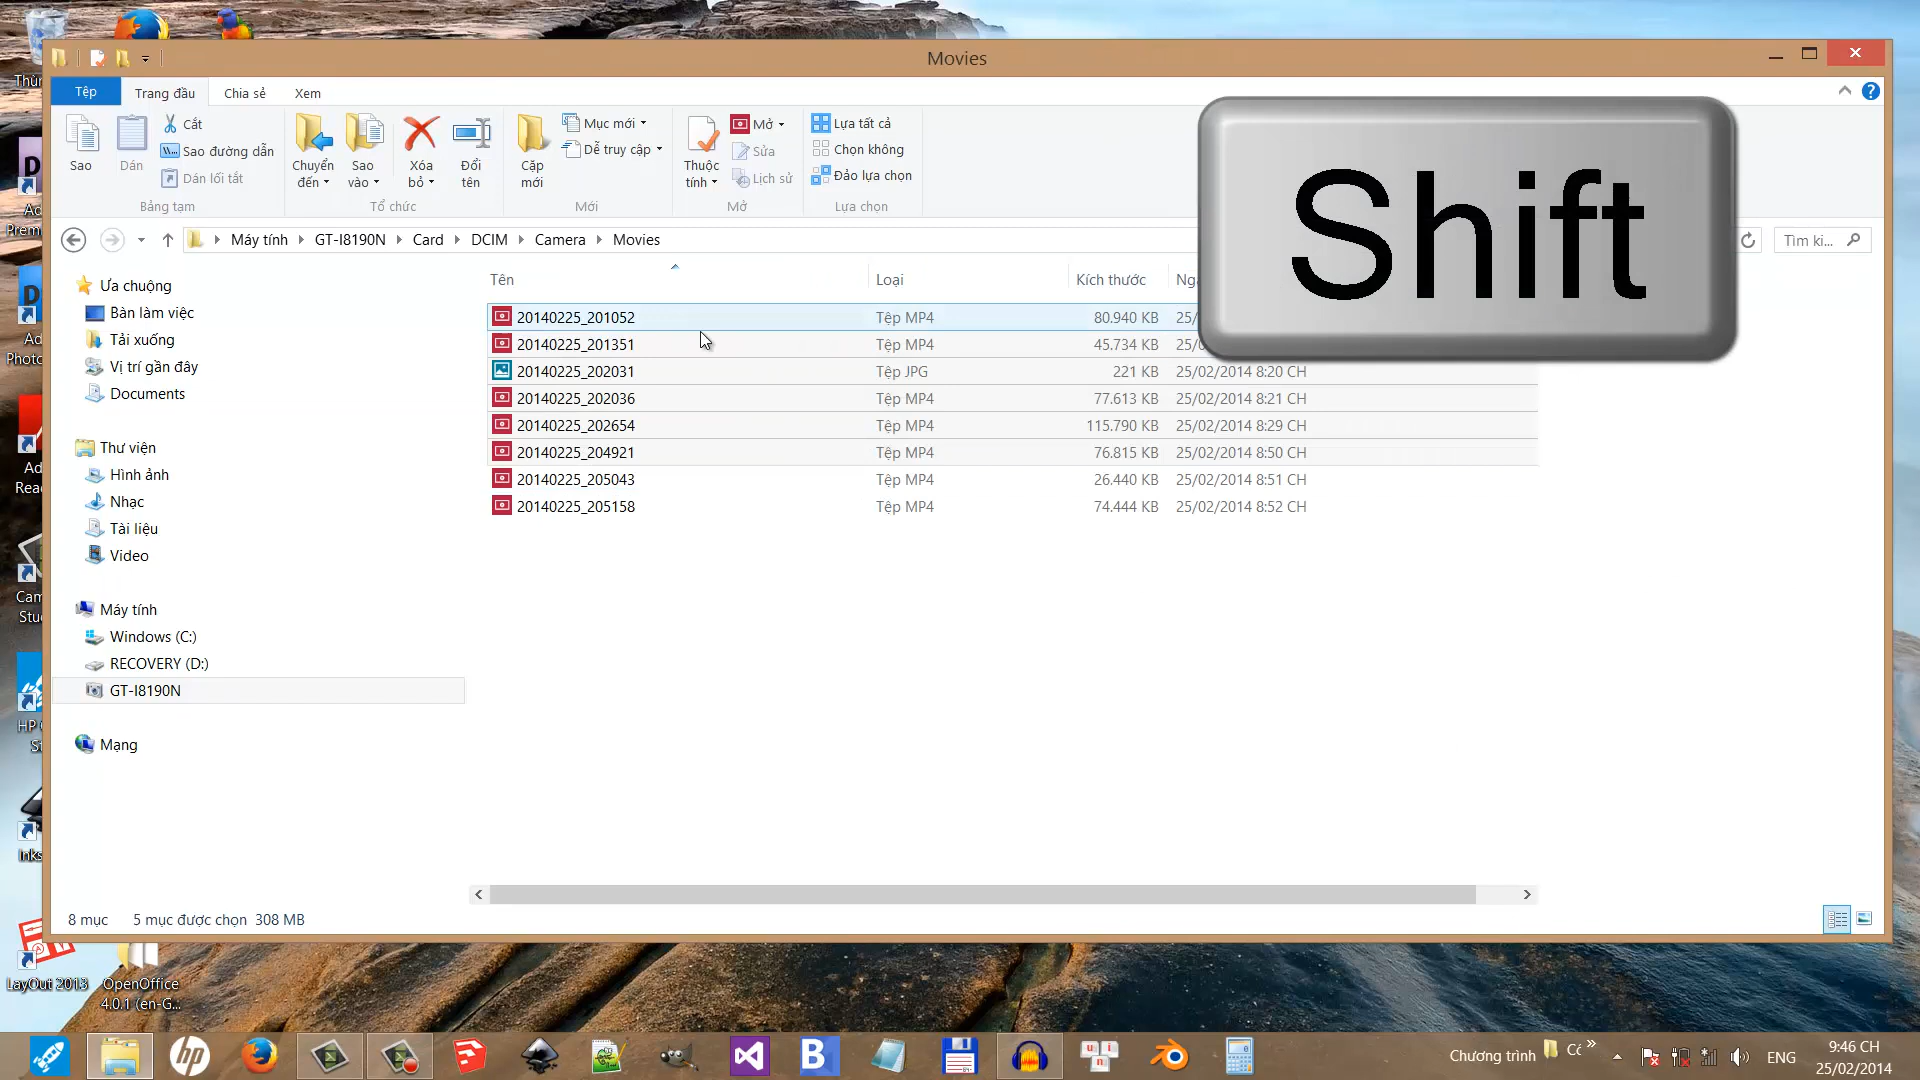 Movies
Tệp
Trang đầu
Chia sẻ
Xem
Sao
Dán
Cắt
Sao đường dẫn
Dán lối tắt
Bảng tạm
Chuyển đến
Sao vào
Xóa bỏ
Đổi tên
Tổ chức
Cặp mới
Mục mới
Dễ truy cập
Mới
Thuộc tính
Mở
Sửa
Lịch sử
Mở
Lựa tất cả
Chọn không
Đảo lựa chọn
Lựa chọn
Shift
Máy tính
GT-I8190N
Card
DCIM
Camera
Movies
Tìm ki...
Tên
Loại
Kích thước
20140225_201052 Tệp MP4 80.940 KB 25/
20140225_201351 Tệp MP4 45.734 KB
20140225_202031 Tệp JPG 221 KB 25/02/2014 8:20 CH
20140225_202036 Tệp MP4 77.613 KB 25/02/2014 8:21 CH
20140225_202654 Tệp MP4 115.790 KB 25/02/2014 8:29 CH
20140225_204921 Tệp MP4 76.815 KB 25/02/2014 8:50 CH
20140225_205043 Tệp MP4 26.440 KB 25/02/2014 8:51 CH
20140225_205158 Tệp MP4 74.444 KB 25/02/2014 8:52 CH
Ưa chuộng
Bàn làm việc
Tải xuống
Vị trí gần đây
Documents
Thư viện
Hình ảnh
Nhạc
Tài liệu
Video
Máy tính
Windows (C:)
RECOVERY (D:)
GT-I8190N
Mạng
8 mục 5 mục được chọn 308 MB
LayOut 2013
OpenOffice
4.0.1 (en-G...
Chương trình
ENG
9:46 CH
25/02/2014